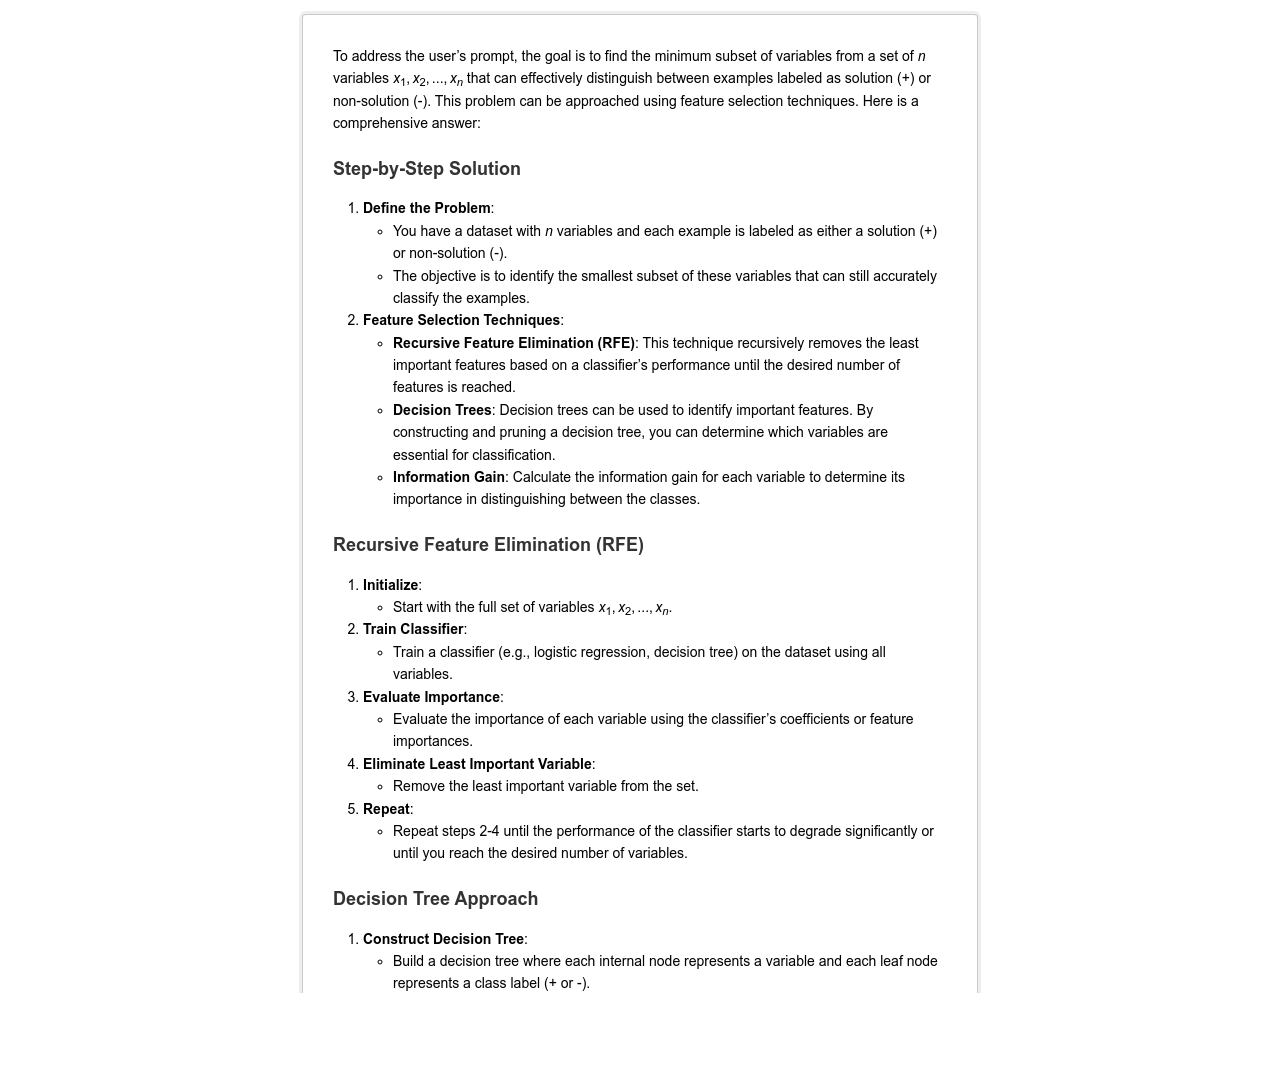 To address the user’s prompt, the goal is to find the minimum subset of variables from a set of n
variables x1, x2, ..., xn that can effectively distinguish between examples labeled as solution (+) or
non-solution (-). This problem can be approached using feature selection techniques. Here is a
comprehensive answer:
Step-by-Step Solution
1. Define the Problem:
◦ You have a dataset with n variables and each example is labeled as either a solution (+)
or non-solution (-).
◦ The objective is to identify the smallest subset of these variables that can still accurately
classify the examples.
2. Feature Selection Techniques:
◦ Recursive Feature Elimination (RFE): This technique recursively removes the least
important features based on a classifier’s performance until the desired number of
features is reached.
◦ Decision Trees: Decision trees can be used to identify important features. By
constructing and pruning a decision tree, you can determine which variables are
essential for classification.
◦ Information Gain: Calculate the information gain for each variable to determine its
importance in distinguishing between the classes.
Recursive Feature Elimination (RFE)
1. Initialize:
◦ Start with the full set of variables x1, x2, ..., xn.
2. Train Classifier:
◦ Train a classifier (e.g., logistic regression, decision tree) on the dataset using all
variables.
3. Evaluate Importance:
◦ Evaluate the importance of each variable using the classifier’s coefficients or feature
importances.
4. Eliminate Least Important Variable:
◦ Remove the least important variable from the set.
5. Repeat:
◦ Repeat steps 2-4 until the performance of the classifier starts to degrade significantly or
until you reach the desired number of variables.
Decision Tree Approach
1. Construct Decision Tree:
◦ Build a decision tree where each internal node represents a variable and each leaf node
represents a class label (+ or -).